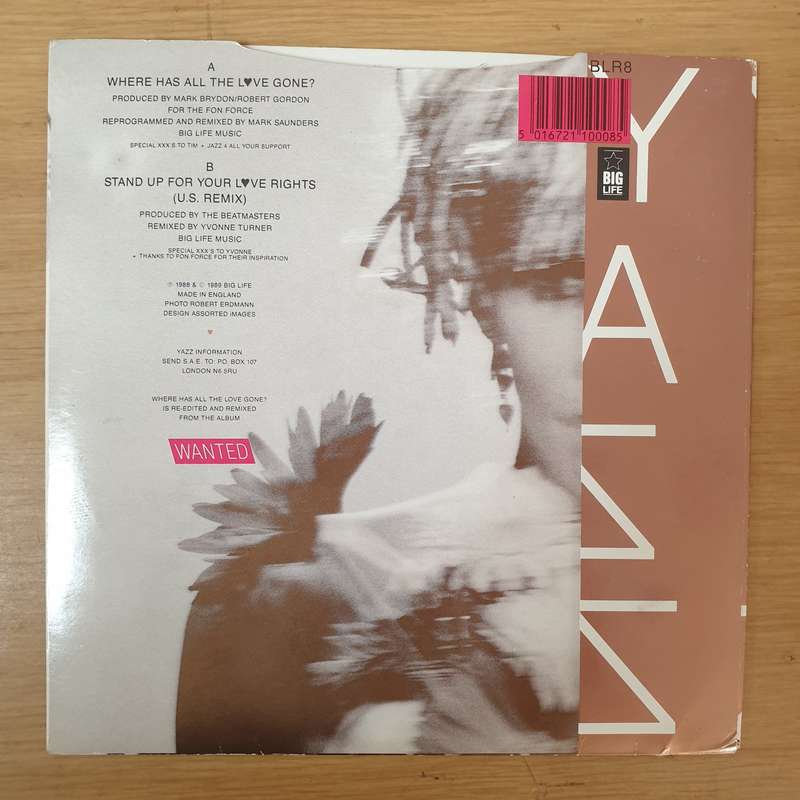 A
WHERE HAS ALL THE L♥VE GONE?
PRODUCED BY MARK BRYDON/ROBERT GORDON
FOR THE FON FORCE
REPROGRAMMED AND REMIXED BY MARK SAUNDERS
BIG LIFE MUSIC
SPECIAL XXX'S TO TIM + JAZZ 4 ALL YOUR SUPPORT
B
STAND UP FOR YOUR L♥VE RIGHTS
(U.S. REMIX)
PRODUCED BY THE BEATMASTERS
REMIXED BY YVONNE TURNER
BIG LIFE MUSIC
SPECIAL XXX'S TO YVONNE
+ THANKS TO FON FORCE FOR THEIR INSPIRATION
℗ 1988 & © 1989 BIG LIFE
MADE IN ENGLAND
PHOTO ROBERT ERDMANN
DESIGN ASSORTED iMAGES
♥
YAZZ INFORMATION
SEND S.A.E. TO: P.O. BOX 107
LONDON N6 5RU
WHERE HAS ALL THE LOVE GONE?
IS RE-EDITED AND REMIXED
FROM THE ALBUM
WANTED
BLR8
5 016721 100085
BIG
LIFE
YAZZ